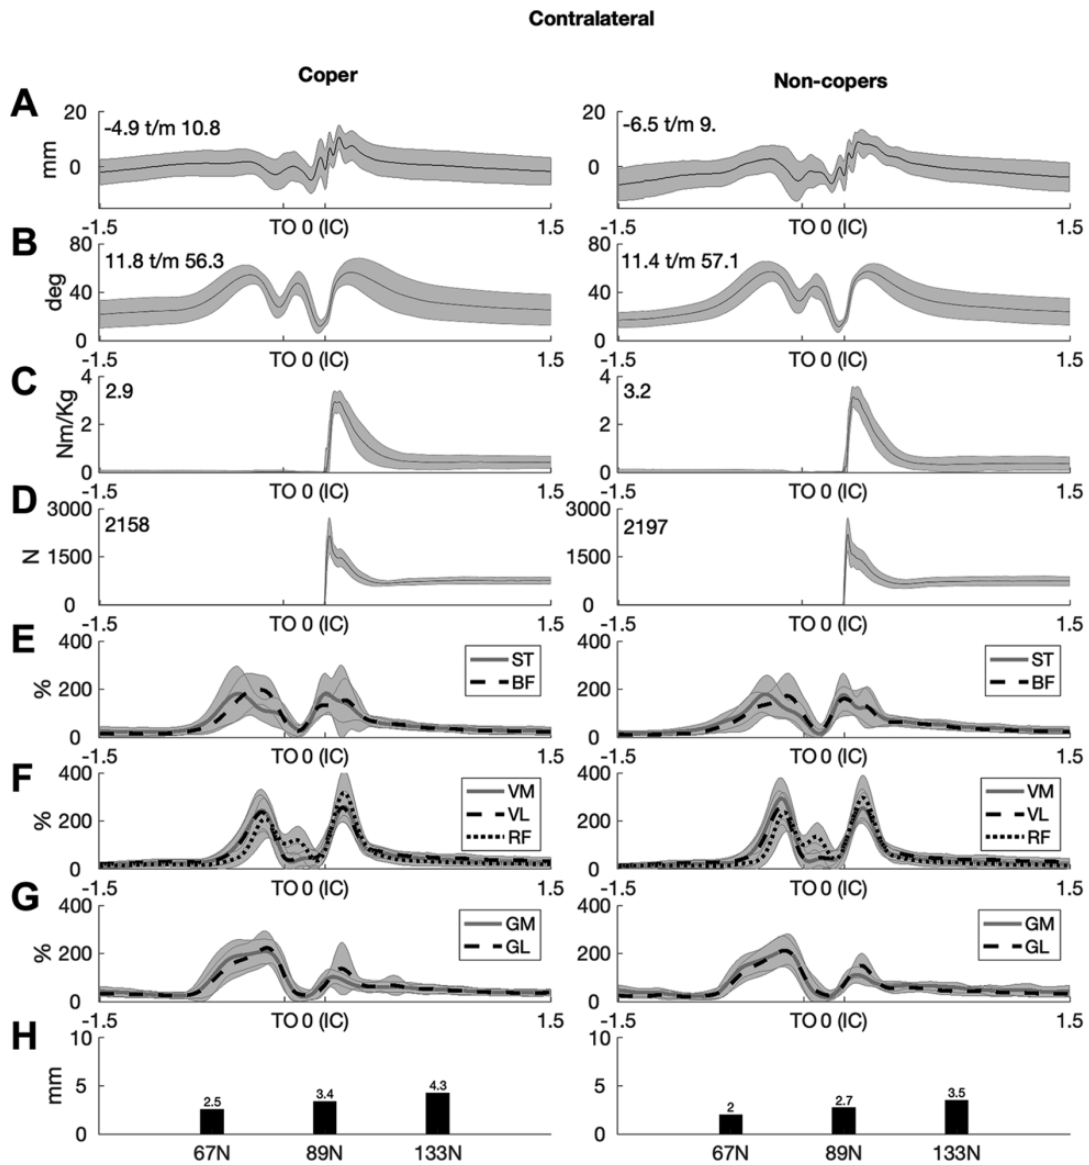 Contralateral
Coper
Non-copers
A
mm
20
0
-4.9 t/m 10.8
-1.5
TO 0 (IC)
1.5
20
0
-6.5 t/m 9.
-1.5
TO 0 (IC)
1.5
B
deg
80
40
0
11.8 t/m 56.3
-1.5
TO 0 (IC)
1.5
80
40
0
11.4 t/m 57.1
-1.5
TO 0 (IC)
1.5
C
Nm/Kg
4
2
0
2.9
-1.5
TO 0 (IC)
1.5
4
2
0
3.2
-1.5
TO 0 (IC)
1.5
D
N
3000
1500
0
2158
-1.5
TO 0 (IC)
1.5
3000
1500
0
2197
-1.5
TO 0 (IC)
1.5
E
%
400
200
0
ST
BF
-1.5
TO 0 (IC)
1.5
400
200
0
ST
BF
-1.5
TO 0 (IC)
1.5
F
%
400
200
0
VM
VL
RF
-1.5
TO 0 (IC)
1.5
400
200
0
VM
VL
RF
-1.5
TO 0 (IC)
1.5
G
%
400
200
0
GM
GL
-1.5
TO 0 (IC)
1.5
400
200
0
GM
GL
-1.5
TO 0 (IC)
1.5
H
mm
10
5
0
2.5
3.4
4.3
67N
89N
133N
10
5
0
2
2.7
3.5
67N
89N
133N